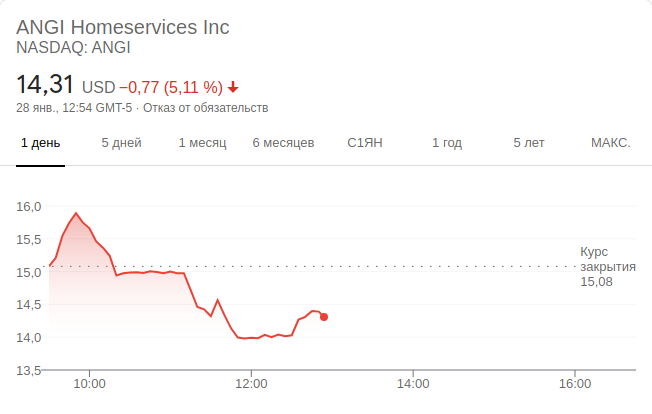 ANGI Homeservices Inc
NASDAQ: ANGI
14,31 USD −0,77 (5,11 %)
28 янв., 12:54 GMT-5 · Отказ от обязательств
1 день 5 дней 1 месяц 6 месяцев С1ЯН 1 год 5 лет МАКС.
16,0
15,5
15,0
14,5
14,0
13,5
Курс
закрытия
15,08
10:00 12:00 14:00 16:00